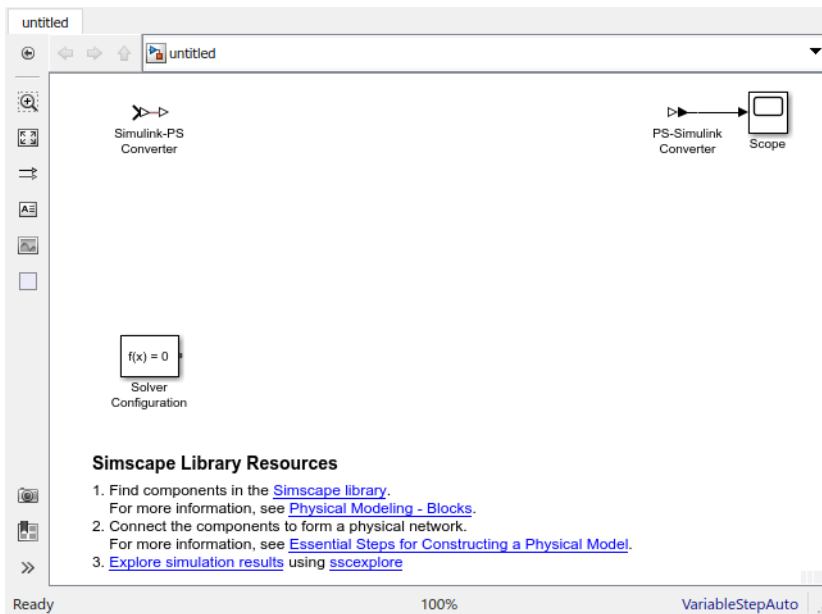 untitled
untitled
Simulink-PS
Converter
PS-Simulink
Converter
Scope
f(x) = 0
Solver
Configuration
Simscape Library Resources
1. Find components in the Simscape library.
For more information, see Physical Modeling - Blocks.
2. Connect the components to form a physical network.
For more information, see Essential Steps for Constructing a Physical Model.
3. Explore simulation results using sscexplore
Ready
100%
VariableStepAuto